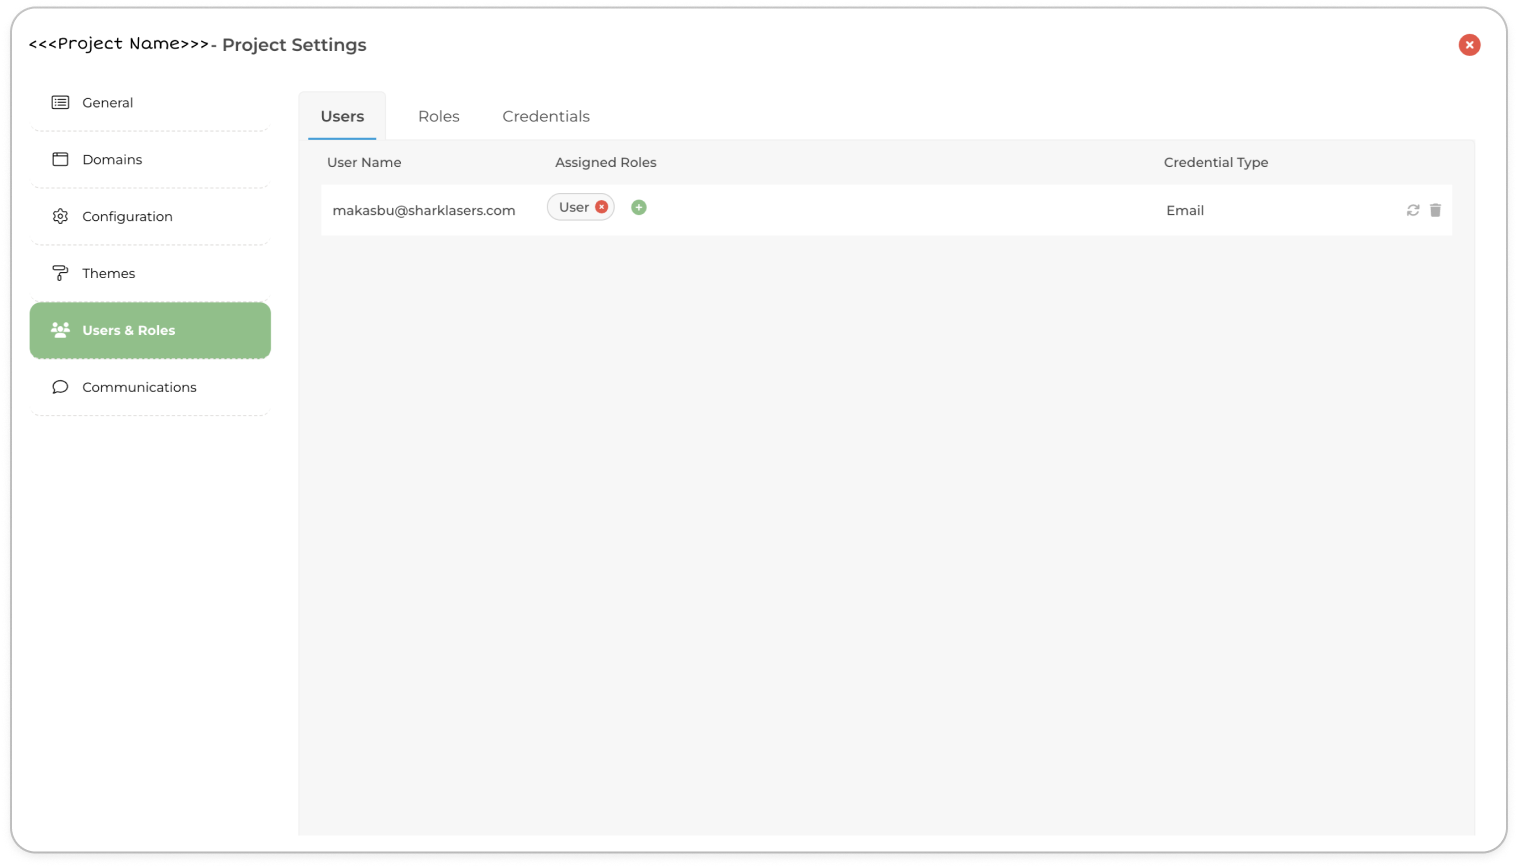 <<<Project Name>>> - Project Settings
General
Domains
Configuration
Themes
Users & Roles
Communications
Users Roles Credentials
User Name Assigned Roles Credential Type
makasbu@sharklasers.com User Email